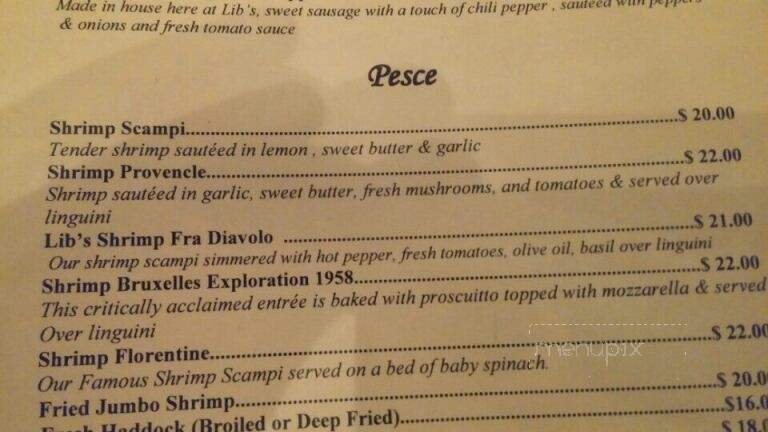 Made in house here at Lib's, sweet sausage with a touch of chili pepper , sautéed with peppers
& onions and fresh tomato sauce
Pesce
Shrimp Scampi....................$ 20.00
Tender shrimp sautéed in lemon , sweet butter & garlic
Shrimp Provencle....................$ 22.00
Shrimp sautéed in garlic, sweet butter, fresh mushrooms, and tomatoes & served over
linguini
Lib's Shrimp Fra Diavolo ....................$ 21.00
Our shrimp scampi simmered with hot pepper, fresh tomatoes, olive oil, basil over linguini
Shrimp Bruxelles Exploration 1958....................$ 22.00
This critically acclaimed entrée is baked with proscuitto topped with mozzarella & served
Over linguini
Shrimp Florentine....................$ 22.00
Our Famous Shrimp Scampi served on a bed of baby spinach.
menupix
Fried Jumbo Shrimp....................$ 20.0
Fresh Haddock (Broiled or Deep Fried)....................$16.0
$ 18.0